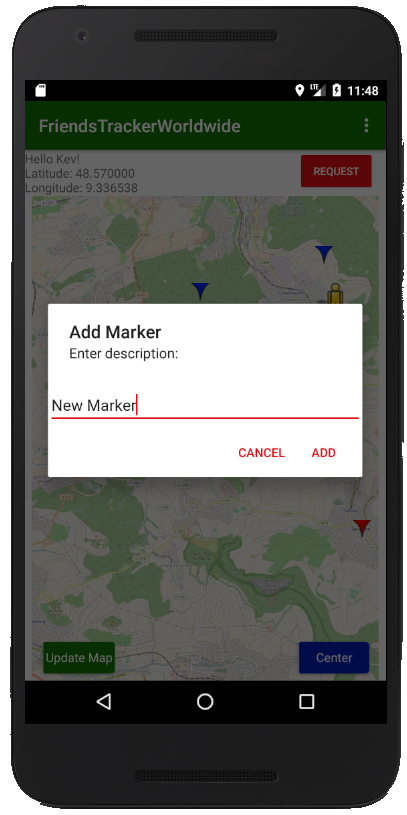 LTE 11:48
FriendsTrackerWorldwide
Hello Kev!
Latitude: 48.570000
Longitude: 9.336538
REQUEST
Add Marker
Enter description:
New Marker
CANCEL ADD
Update Map Center